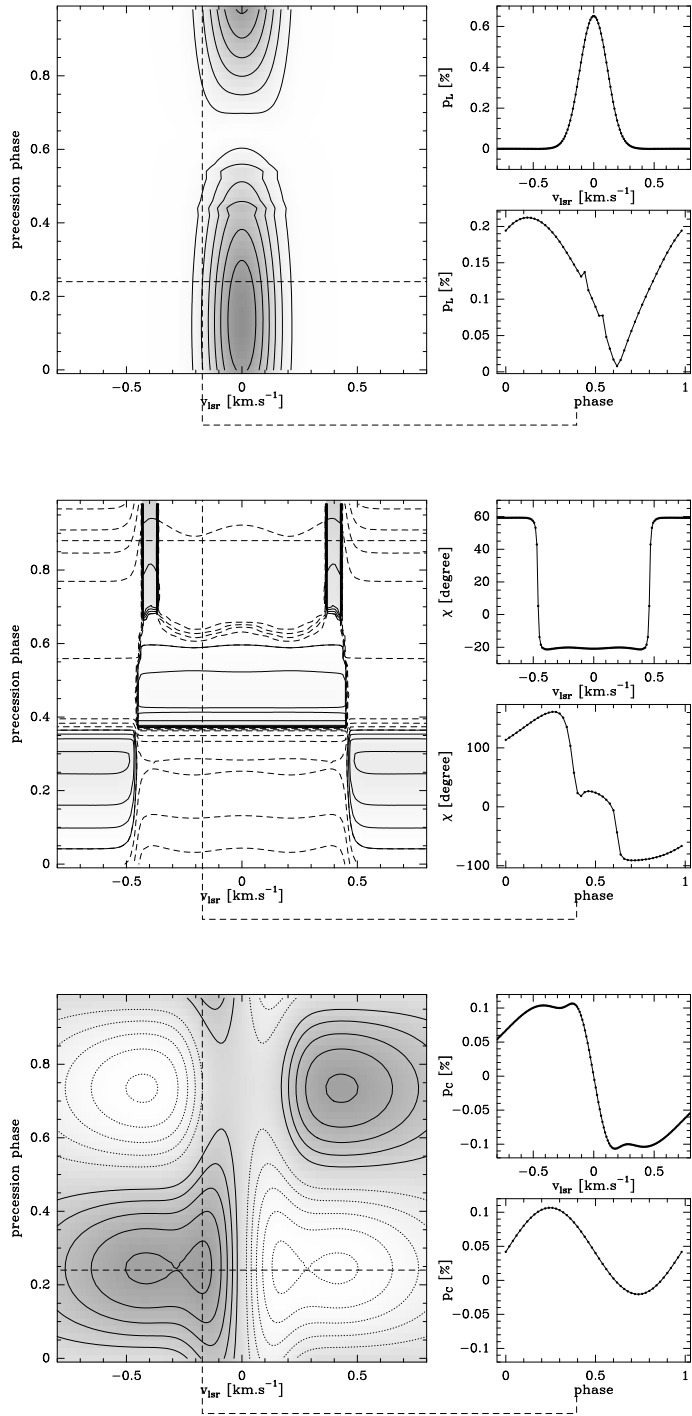 0.8
0.6
0.4
0.2
0
precession phase
−0.5 0 0.5
v_lsr [km.s⁻¹]
0.6
0.4
0.2
0
p_L [%]
−0.5 0 0.5
v_lsr [km.s⁻¹]
0.2
0.15
0.1
0.05
0
p_L [%]
0 0.5 1
phase
0.8
0.6
0.4
0.2
0
precession phase
−0.5 0 0.5
v_lsr [km.s⁻¹]
60
40
20
0
−20
χ [degree]
−0.5 0 0.5
v_lsr [km.s⁻¹]
100
0
−100
χ [degree]
0 0.5 1
phase
0.8
0.6
0.4
0.2
0
precession phase
−0.5 0 0.5
v_lsr [km.s⁻¹]
0.1
0.05
0
−0.05
−0.1
p_C [%]
−0.5 0 0.5
v_lsr [km.s⁻¹]
0.1
0.05
0
−0.05
−0.1
p_C [%]
0 0.5 1
phase